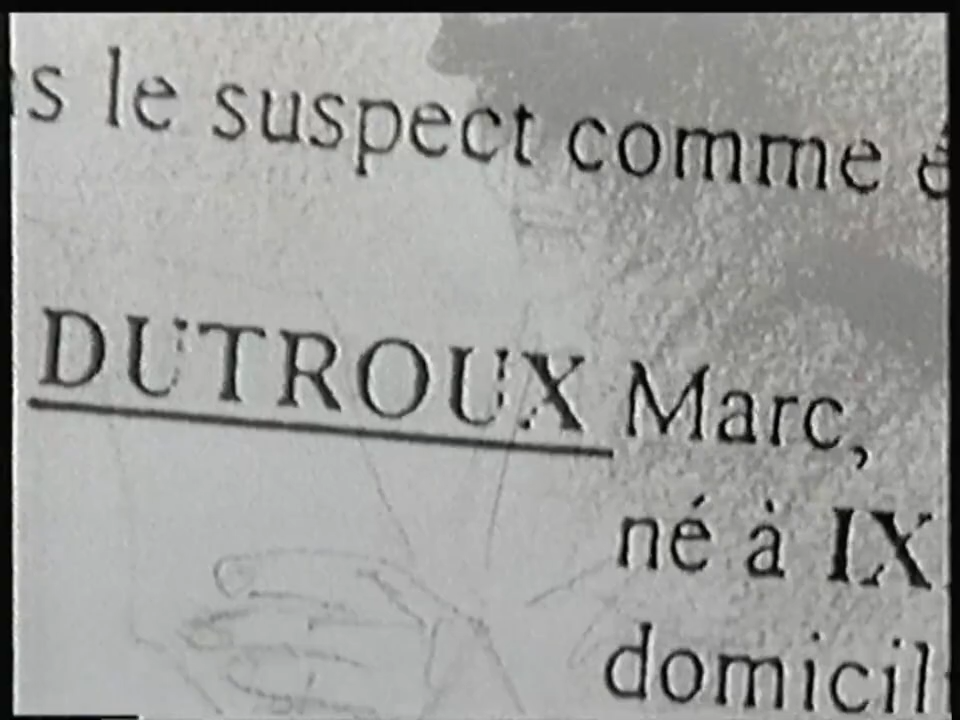 s le suspect comme é
DUTROUX Marc,
né à IX
domicil